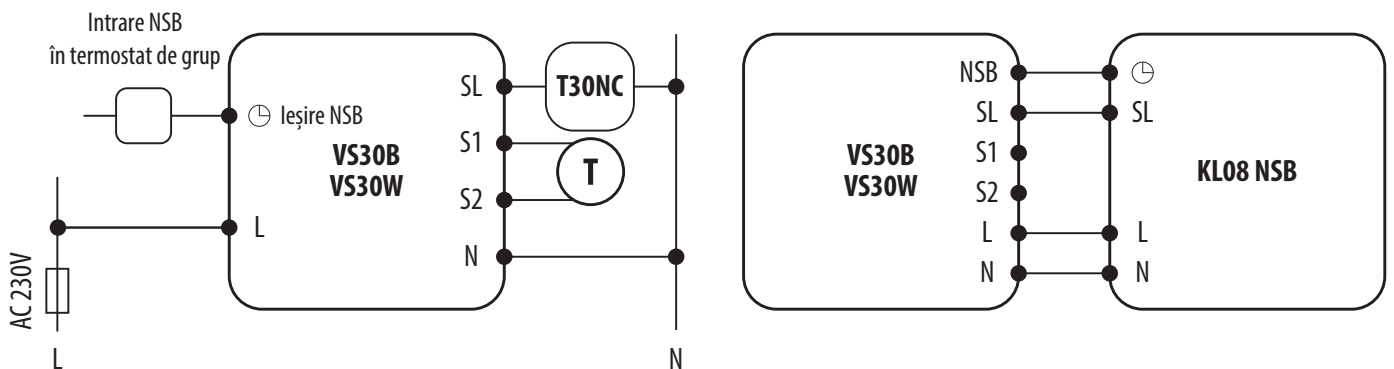 Intrare NSB
în termostat de grup
Ieșire NSB
VS30B
VS30W
L
SL
S1
S2
N
T30NC
T
AC 230V
L
N
VS30B
VS30W
NSB
SL
S1
S2
L
N
SL
L
N
KL08 NSB